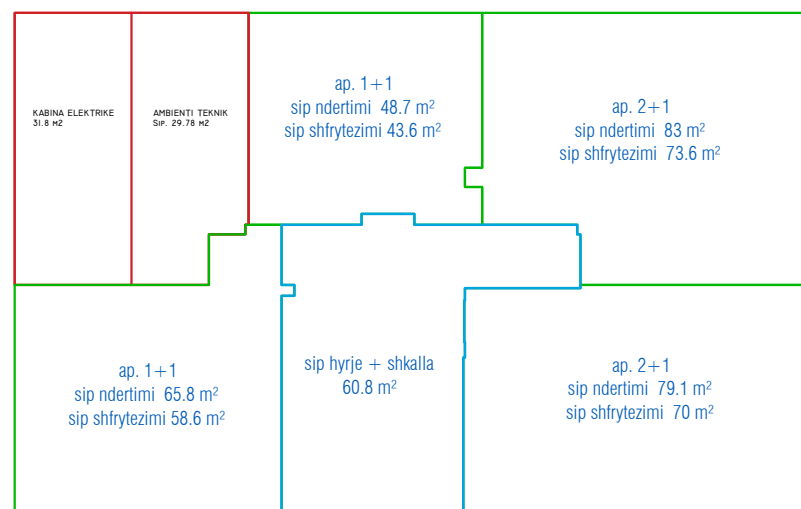 KABINA ELEKTRIKE
31.8 M2
AMBIENTI TEKNIK
SIP. 29.78 M2
ap. 1+1
sip ndertimi 48.7 m²
sip shfrytezimi 43.6 m²
ap. 2+1
sip ndertimi 83 m²
sip shfrytezimi 73.6 m²
ap. 1+1
sip ndertimi 65.8 m²
sip shfrytezimi 58.6 m²
sip hyrje + shkalla
60.8 m²
ap. 2+1
sip ndertimi 79.1 m²
sip shfrytezimi 70 m²